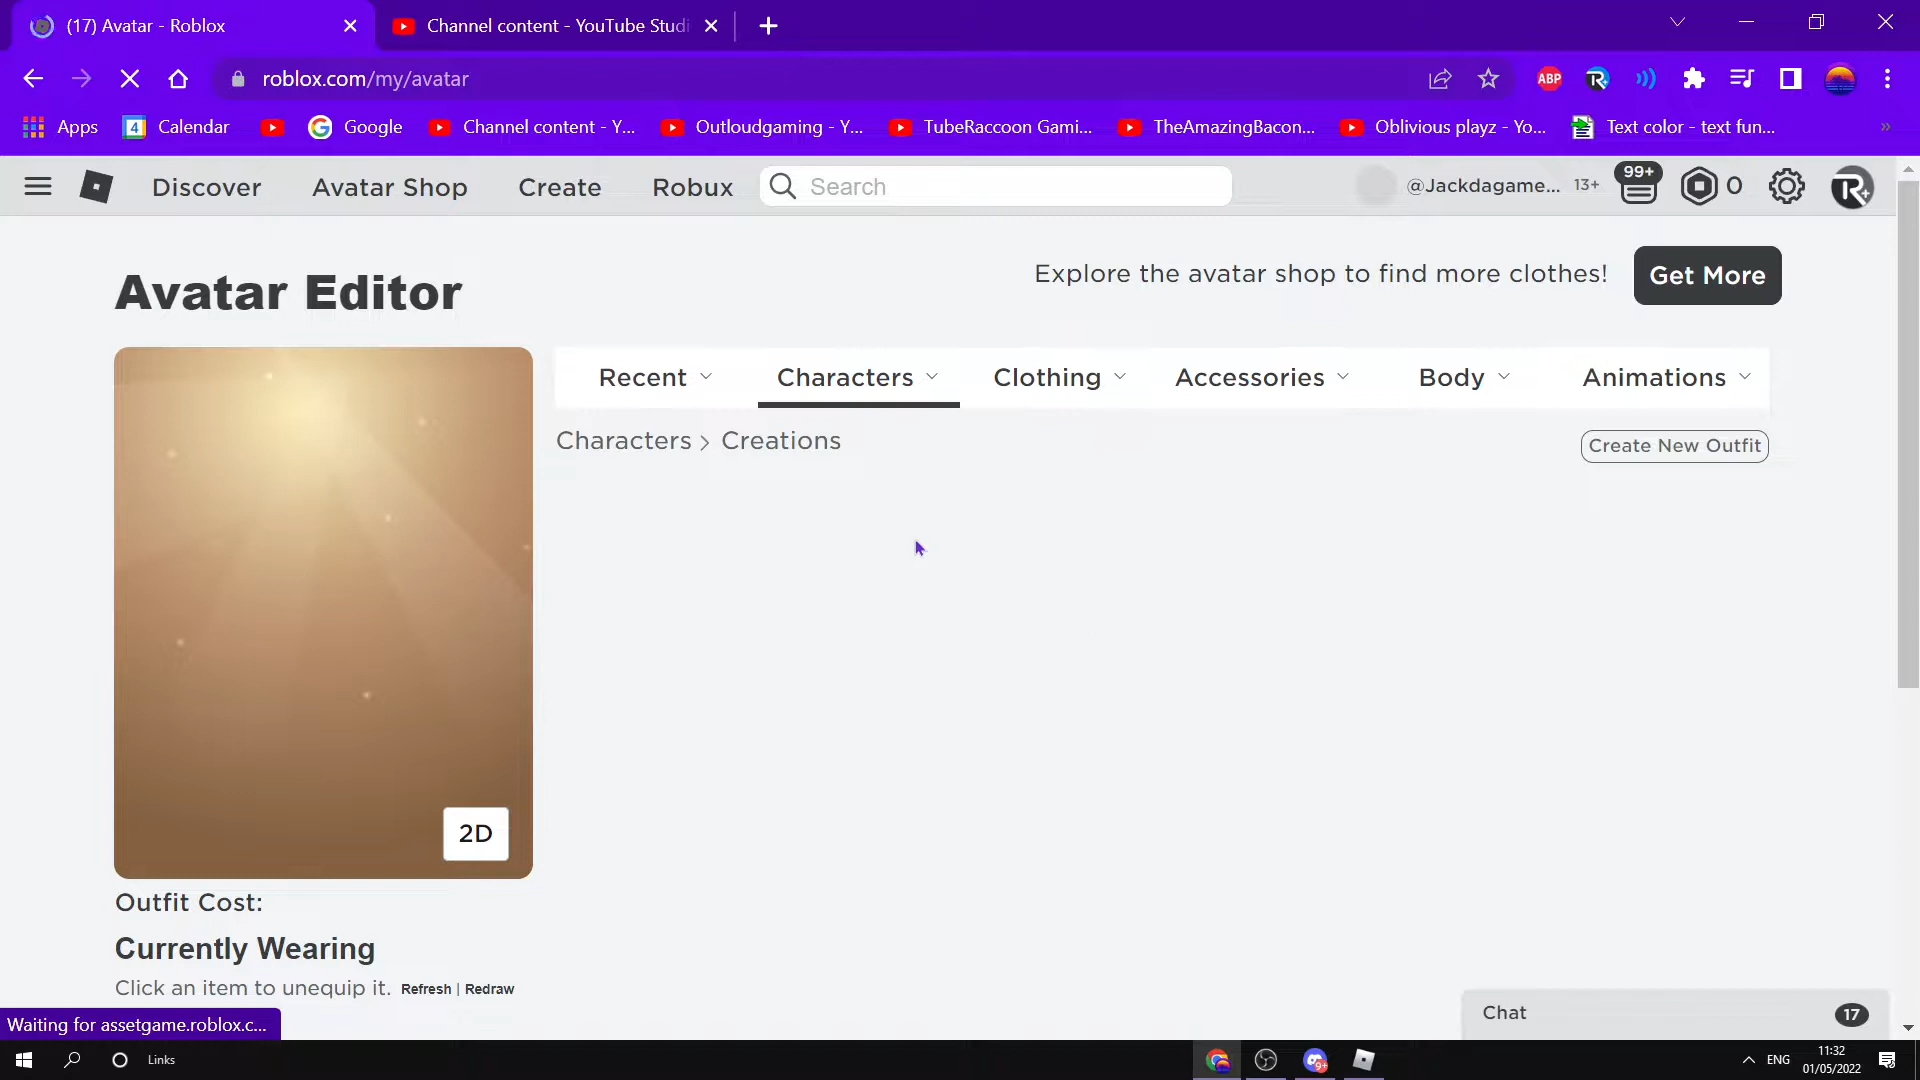 (17) Avatar - Roblox
Channel content - YouTube Studi
roblox.com/my/avatar
ABP
Apps
4
Calendar
Google
Channel content - Y...
Outloudgaming - Y...
TubeRaccoon Gami...
TheAmazingBacon...
Oblivious playz - Yo...
Text color - text fun...
»
Discover
Avatar Shop
Create
Robux
Search
@Jackdagame...
13+
99+
0
R+
Avatar Editor
Explore the avatar shop to find more clothes!
Get More
Recent
Characters
Clothing
Accessories
Body
Animations
Characters > Creations
Create New Outfit
2D
Outfit Cost:
Currently Wearing
Click an item to unequip it. Refresh | Redraw
Chat
17
Waiting for assetgame.roblox.c...
Links
9+
ENG
11:32
01/05/2022